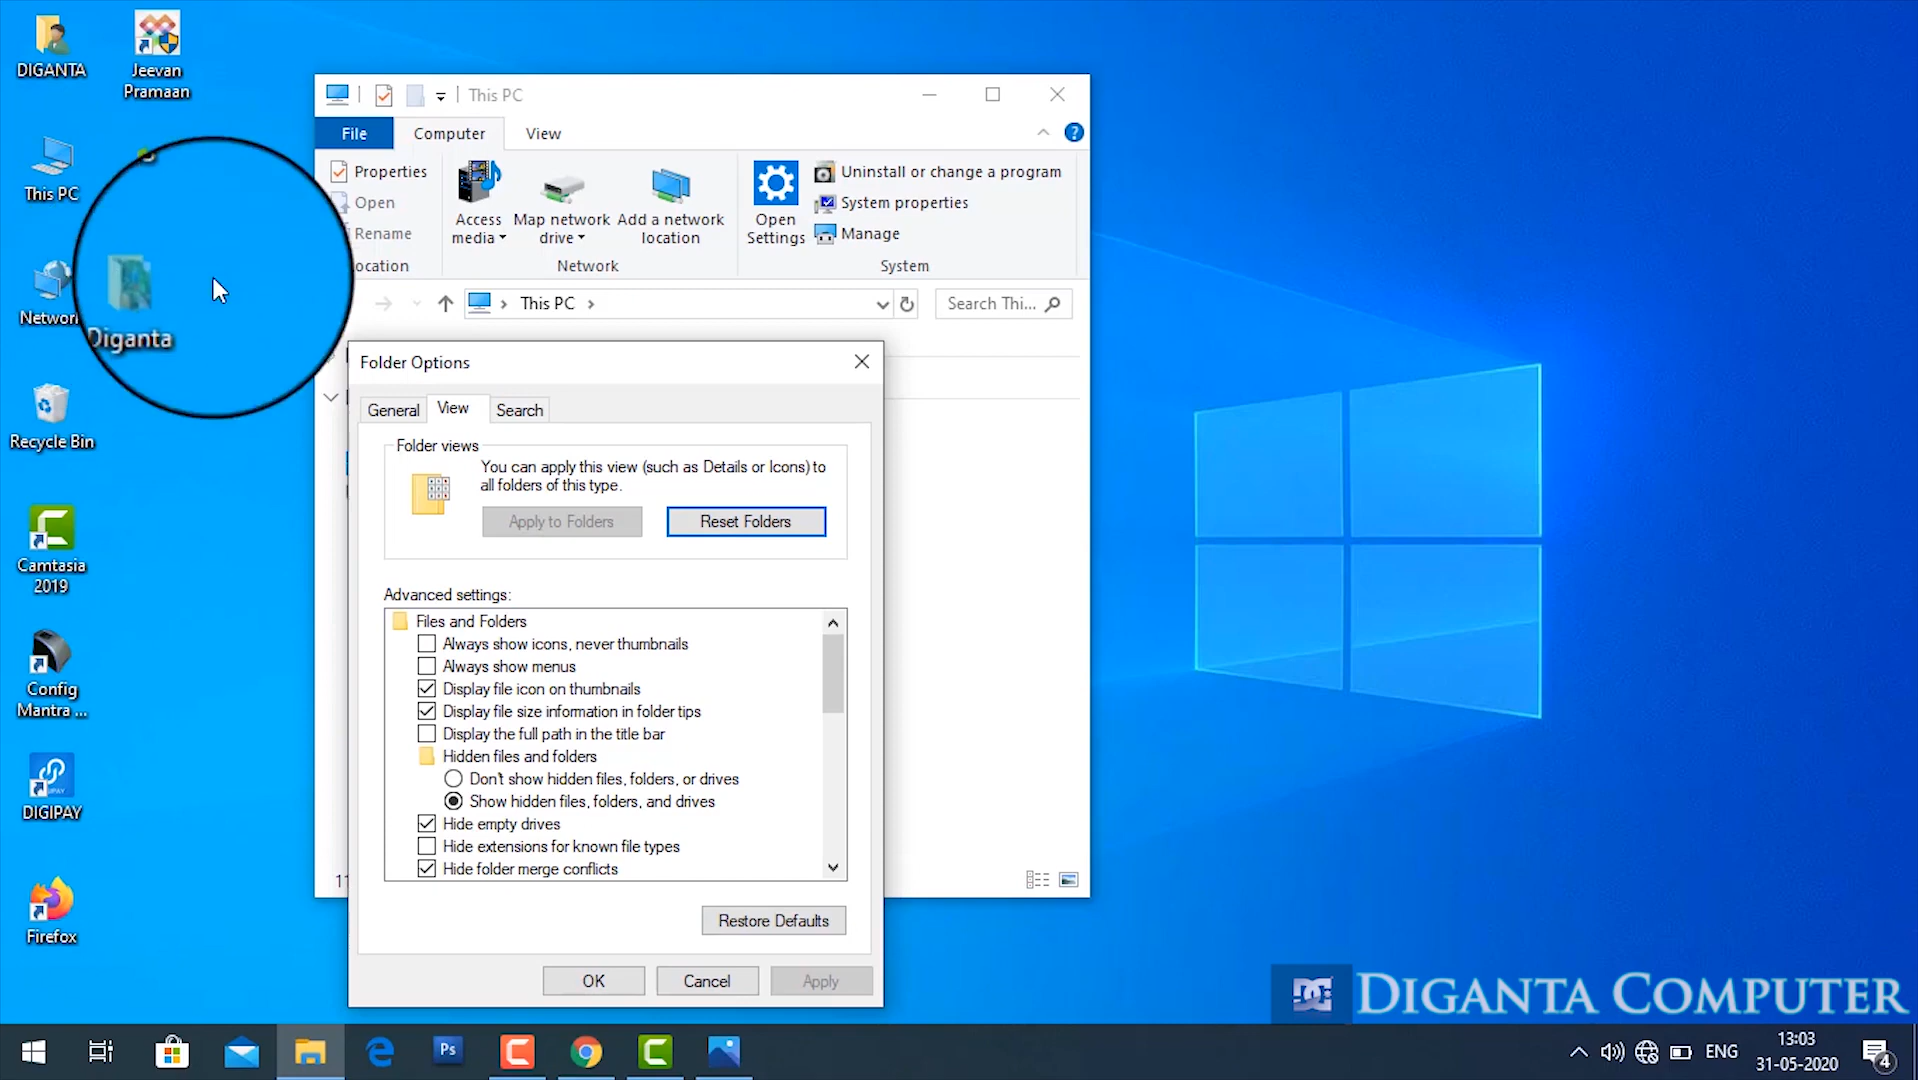 DIGANTA
Jeevan
Pramaan
This PC
Network
Diganta
Recycle Bin
Camtasia
2019
Config
Mantra ...
DIGIPAY
Firefox
This PC
File
Computer
View
Properties
Open
Rename
ocation
Access
media
Map network
drive
Add a network
location
Network
Open
Settings
Uninstall or change a program
System properties
Manage
System
This PC
Search Thi...
Folder Options
General
View
Search
Folder views
You can apply this view (such as Details or Icons) to
all folders of this type.
Apply to Folders
Reset Folders
Advanced settings:
Files and Folders
Always show icons, never thumbnails
Always show menus
Display file icon on thumbnails
Display file size information in folder tips
Display the full path in the title bar
Hidden files and folders
Don't show hidden files, folders, or drives
Show hidden files, folders, and drives
Hide empty drives
Hide extensions for known file types
Hide folder merge conflicts
Restore Defaults
OK
Cancel
Apply
DIGANTA COMPUTER
Ps
ENG
13:03
31-05-2020
4